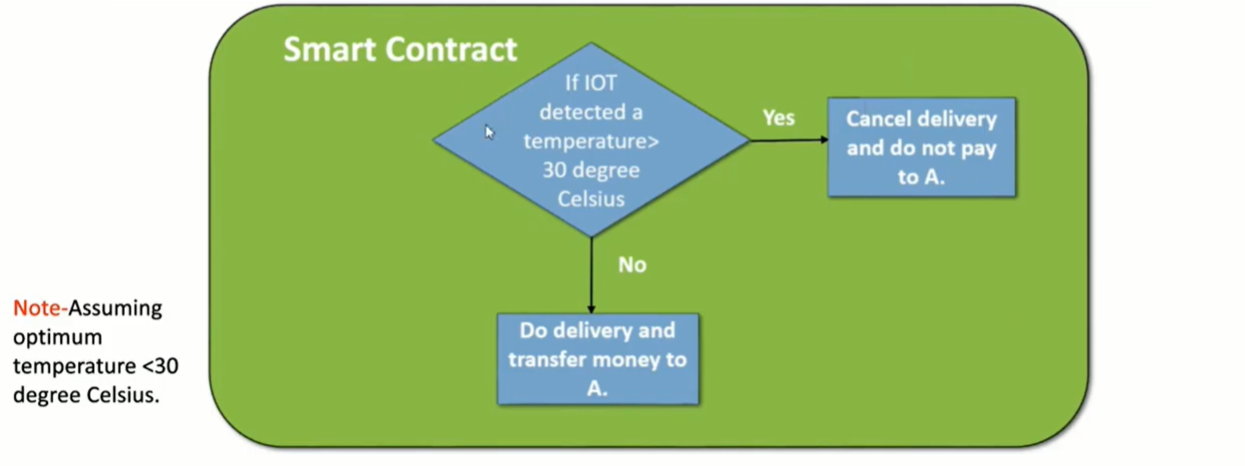 Smart Contract
If IOT
detected a
temperature>
30 degree
Celsius
Yes
Cancel delivery
and do not pay
to A.
No
Do delivery and
transfer money to
A.
Note-Assuming
optimum
temperature <30
degree Celsius.